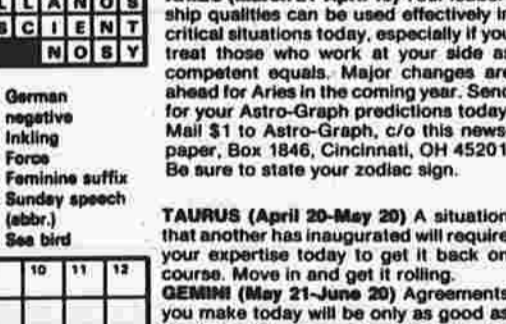 L L A N O S
S C I E N T
N O S Y
German
negative
Inkling
Force
Feminine suffix
Sunday speech
(abbr.)
Sea bird
10 11 12
ship qualities can be used effectively in
critical situations today, especially if you
treat those who work at your side as
competent equals. Major changes are
ahead for Aries in the coming year. Send
for your Astro-Graph predictions today.
Mail $1 to Astro-Graph, c/o this news-
paper, Box 1846, Cincinnati, OH 45201.
Be sure to state your zodiac sign.
TAURUS (April 20-May 20) A situation
that another has inaugurated will require
your expertise today to get it back on
course. Move in and get it rolling.
GEMINI (May 21-June 20) Agreements
you make today will be only as good as